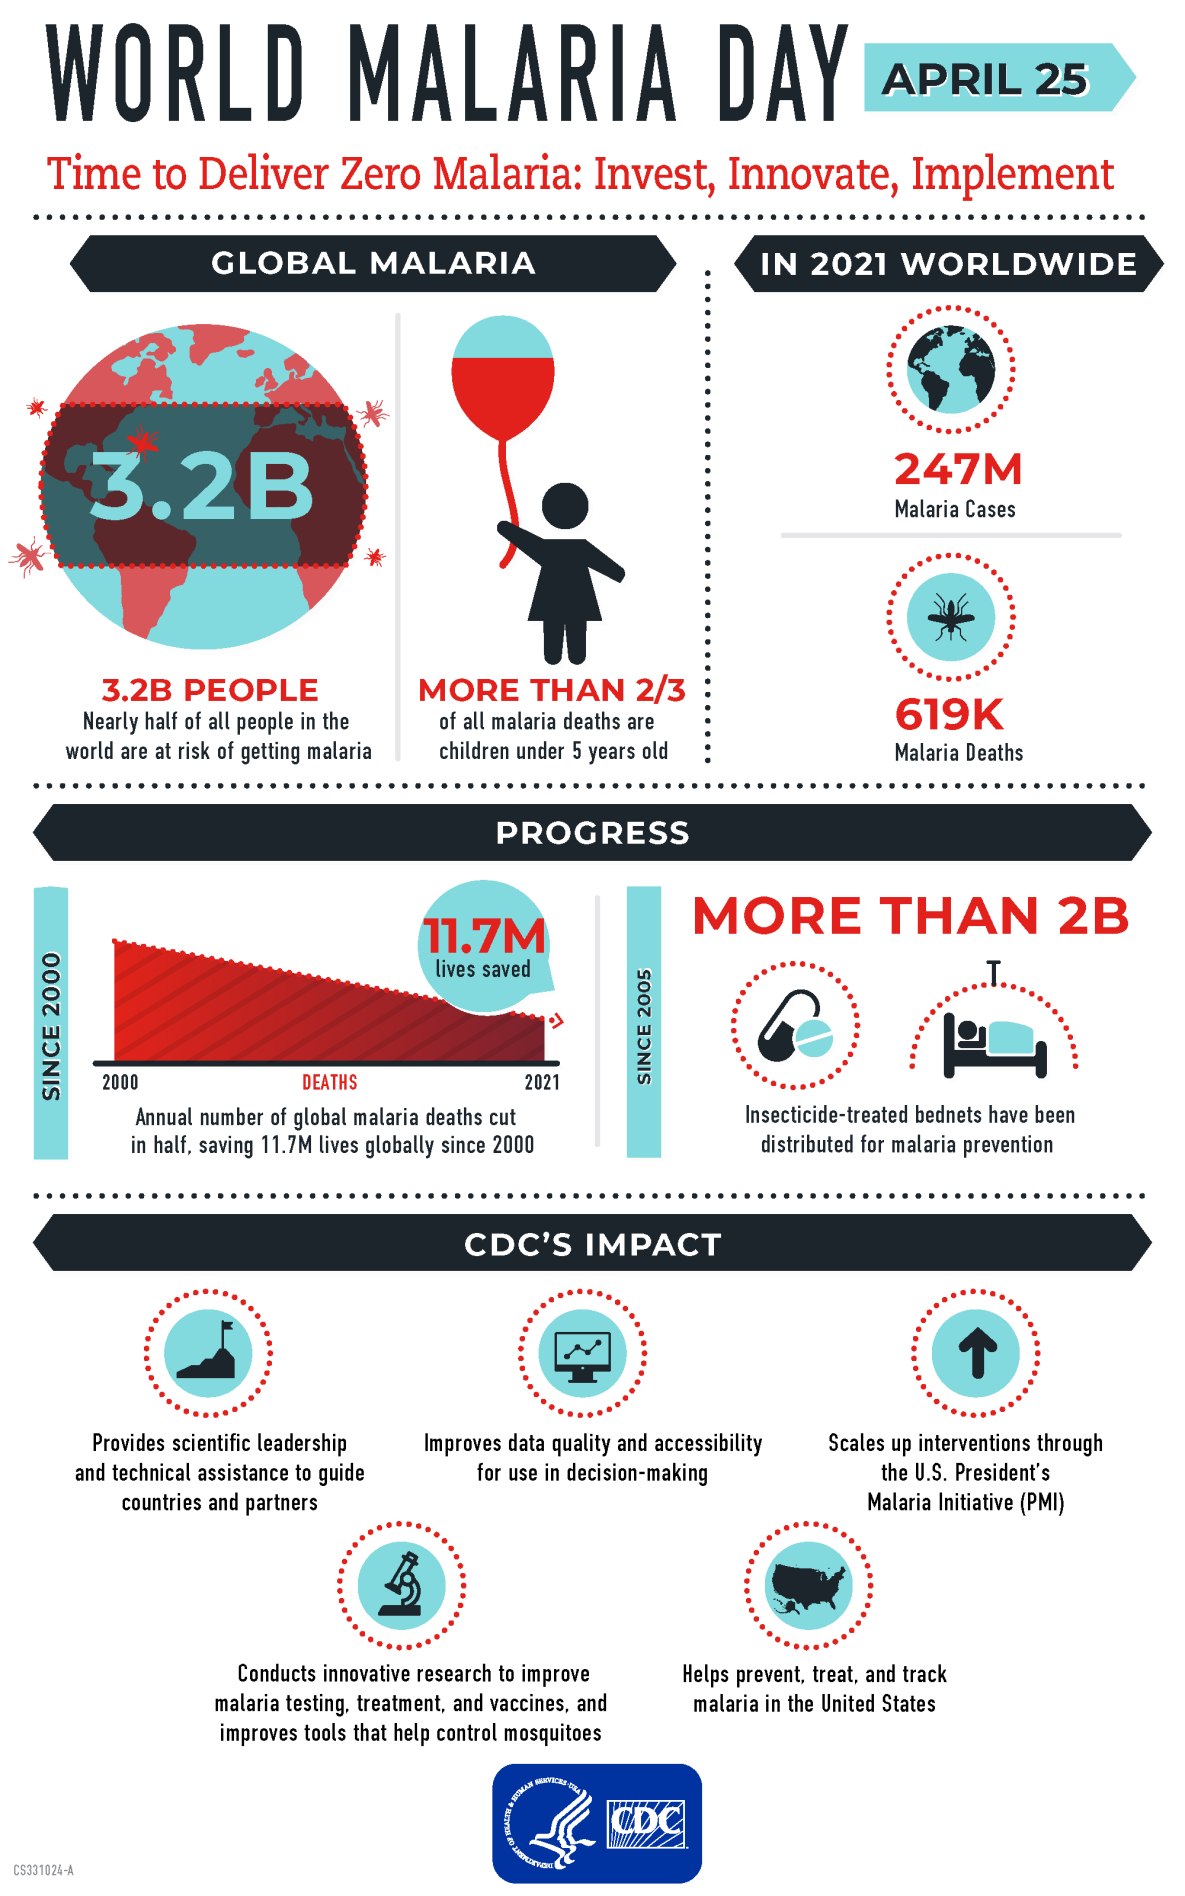 WORLD MALARIA DAY
APRIL 25
Time to Deliver Zero Malaria: Invest, Innovate, Implement
GLOBAL MALARIA
3.2B
3.2B PEOPLE
Nearly half of all people in the
world are at risk of getting malaria
MORE THAN 2/3
of all malaria deaths are
children under 5 years old
IN 2021 WORLDWIDE
247M
Malaria Cases
619K
Malaria Deaths
PROGRESS
SINCE 2000
11.7M
lives saved
2000
DEATHS
2021
Annual number of global malaria deaths cut
in half, saving 11.7M lives globally since 2000
SINCE 2005
MORE THAN 2B
Insecticide-treated bednets have been
distributed for malaria prevention
CDC'S IMPACT
Provides scientific leadership
and technical assistance to guide
countries and partners
Improves data quality and accessibility
for use in decision-making
Scales up interventions through
the U.S. President's
Malaria Initiative (PMI)
Conducts innovative research to improve
malaria testing, treatment, and vaccines, and
improves tools that help control mosquitoes
Helps prevent, treat, and track
malaria in the United States
DEPARTMENT OF HEALTH & HUMAN SERVICES·USA
CDC
CS331024-A